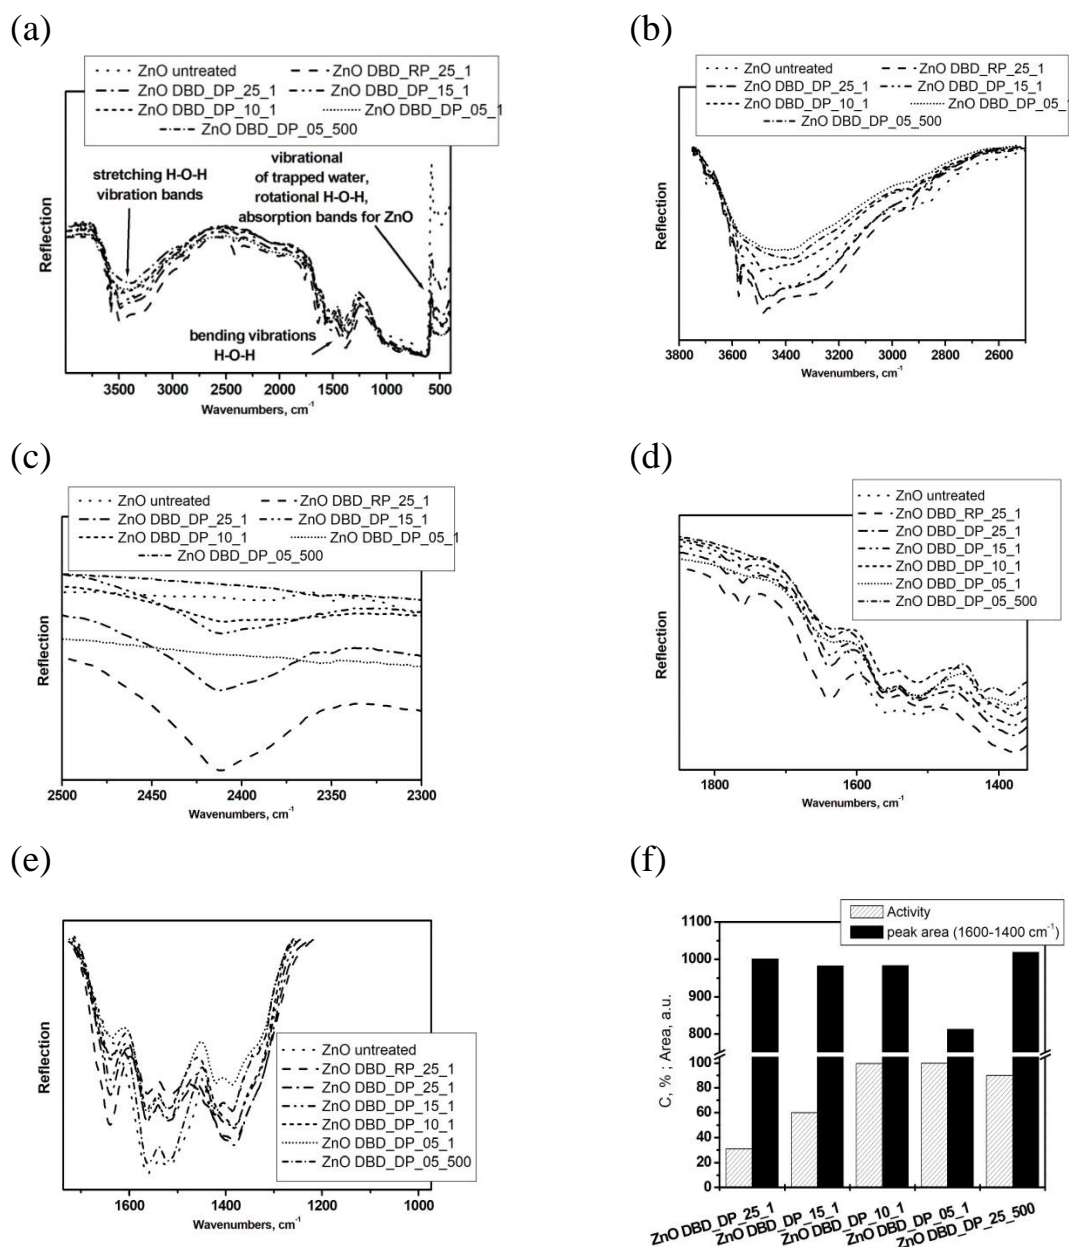 (a)
ZnO untreated
ZnO DBD_RP_25_1
ZnO DBD_DP_25_1
ZnO DBD_DP_15_1
ZnO DBD_DP_10_1
ZnO DBD_DP_05_1
ZnO DBD_DP_05_500
stretching H-O-H
vibration bands
vibrational
of trapped water,
rotational H-O-H,
absorption bands for ZnO
bending vibrations
H-O-H
Reflection
3500 3000 2500 2000 1500 1000 500
Wavenumbers, cm-1
(b)
ZnO untreated
ZnO DBD_RP_25_1
ZnO DBD_DP_25_1
ZnO DBD_DP_15_1
ZnO DBD_DP_10_1
ZnO DBD_DP_05_1
ZnO DBD_DP_05_500
Reflection
3800 3600 3400 3200 3000 2800 2600
Wavenumbers, cm-1
(c)
ZnO untreated
ZnO DBD_RP_25_1
ZnO DBD_DP_25_1
ZnO DBD_DP_15_1
ZnO DBD_DP_10_1
ZnO DBD_DP_05_1
ZnO DBD_DP_05_500
Reflection
2500 2450 2400 2350 2300
Wavenumbers, cm-1
(d)
ZnO untreated
ZnO DBD_RP_25_1
ZnO DBD_DP_25_1
ZnO DBD_DP_15_1
ZnO DBD_DP_10_1
ZnO DBD_DP_05_1
ZnO DBD_DP_05_500
Reflection
1800 1600 1400
Wavenumbers, cm-1
(e)
ZnO untreated
ZnO DBD_RP_25_1
ZnO DBD_DP_25_1
ZnO DBD_DP_15_1
ZnO DBD_DP_10_1
ZnO DBD_DP_05_1
ZnO DBD_DP_05_500
Reflection
1600 1400 1200 1000
Wavenumbers, cm-1
(f)
Activity
peak area (1600-1400 cm-1)
C, % ; Area, a.u.
1100
1000
900
800
100
80
60
40
20
0
ZnO DBD_DP_25_1
ZnO DBD_DP_15_1
ZnO DBD_DP_10_1
ZnO DBD_DP_05_1
ZnO DBD_DP_25_500